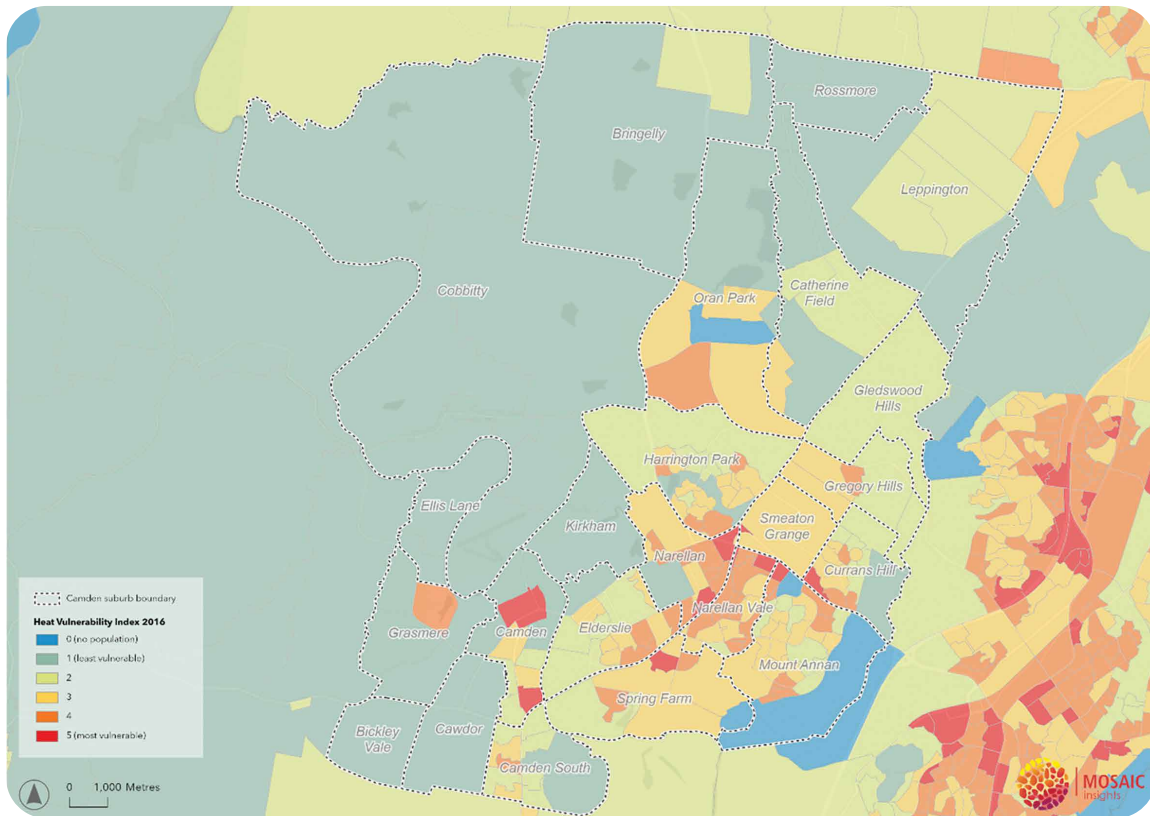 Rossmore
Bringelly
Leppington
Cobbitty
Oran Park
Catherine
Field
Gledswood
Hills
Harrington Park
Gregory Hills
Ellis Lane
Kirkham
Smeaton
Grange
Narellan
Currans Hill
Narellan Vale
Grasmere
Camden
Elderslie
Mount Annan
Spring Farm
Bickley
Vale
Cawdor
Camden South
Camden suburb boundary
Heat Vulnerability Index 2016
0 (no population)
1 (least vulnerable)
2
3
4
5 (most vulnerable)
0 1,000 Metres
MOSAIC
insights